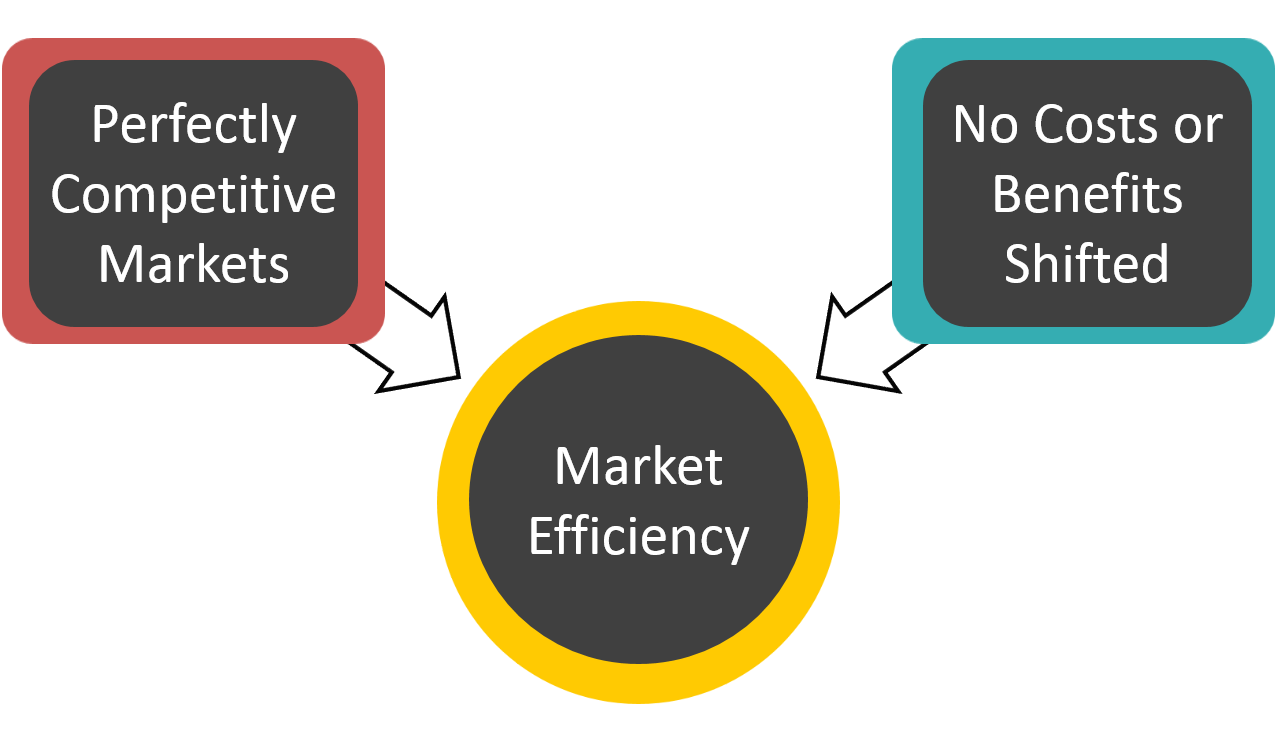 Perfectly
Competitive
Markets
No Costs or
Benefits
Shifted
Market
Efficiency